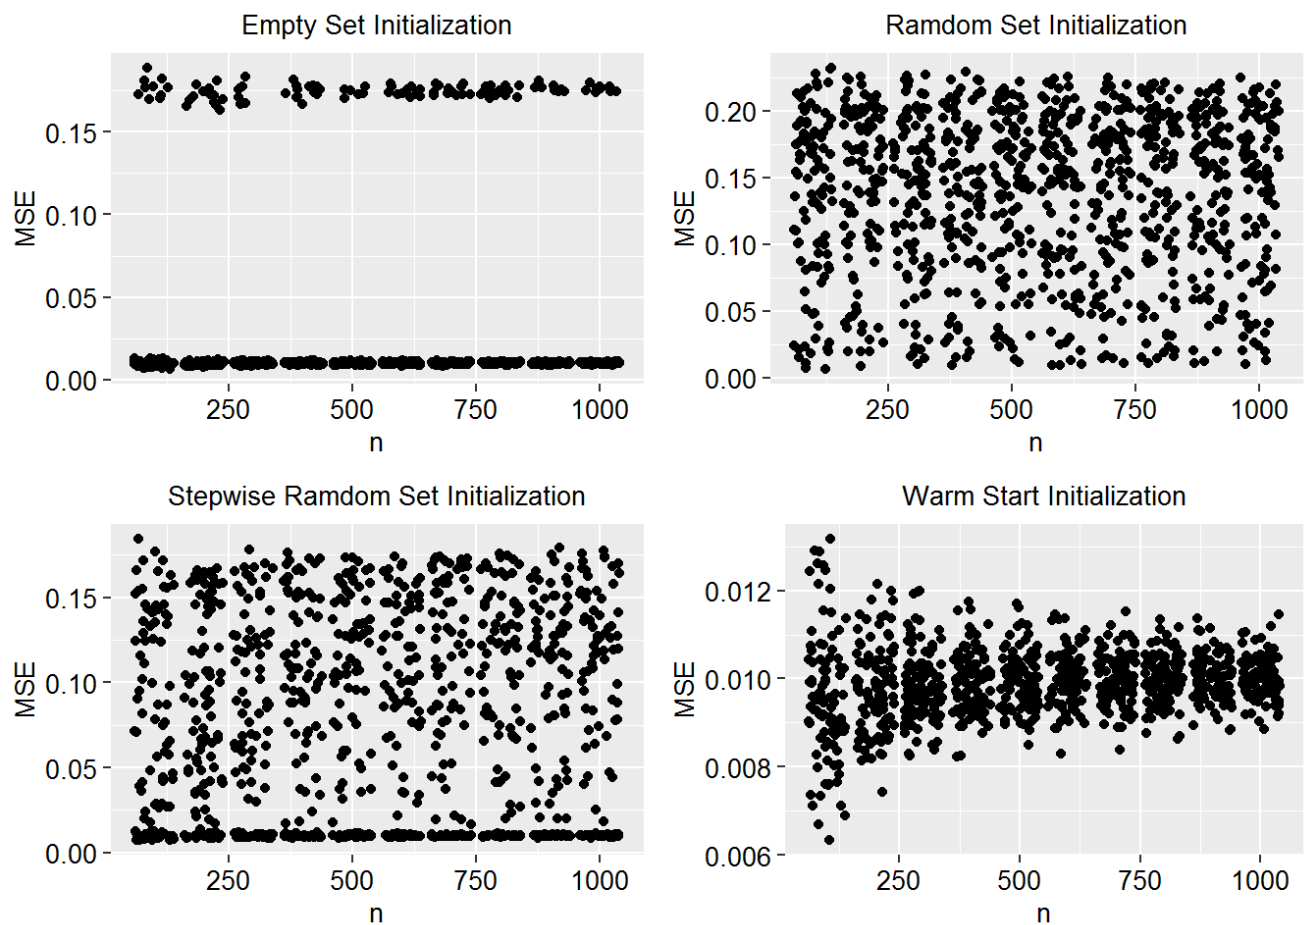 Empty Set Initialization
MSE
0.15
0.10
0.05
0.00
250 500 750 1000
n
Ramdom Set Initialization
MSE
0.20
0.15
0.10
0.05
0.00
250 500 750 1000
n
Stepwise Ramdom Set Initialization
MSE
0.15
0.10
0.05
0.00
250 500 750 1000
n
Warm Start Initialization
MSE
0.012
0.010
0.008
0.006
250 500 750 1000
n